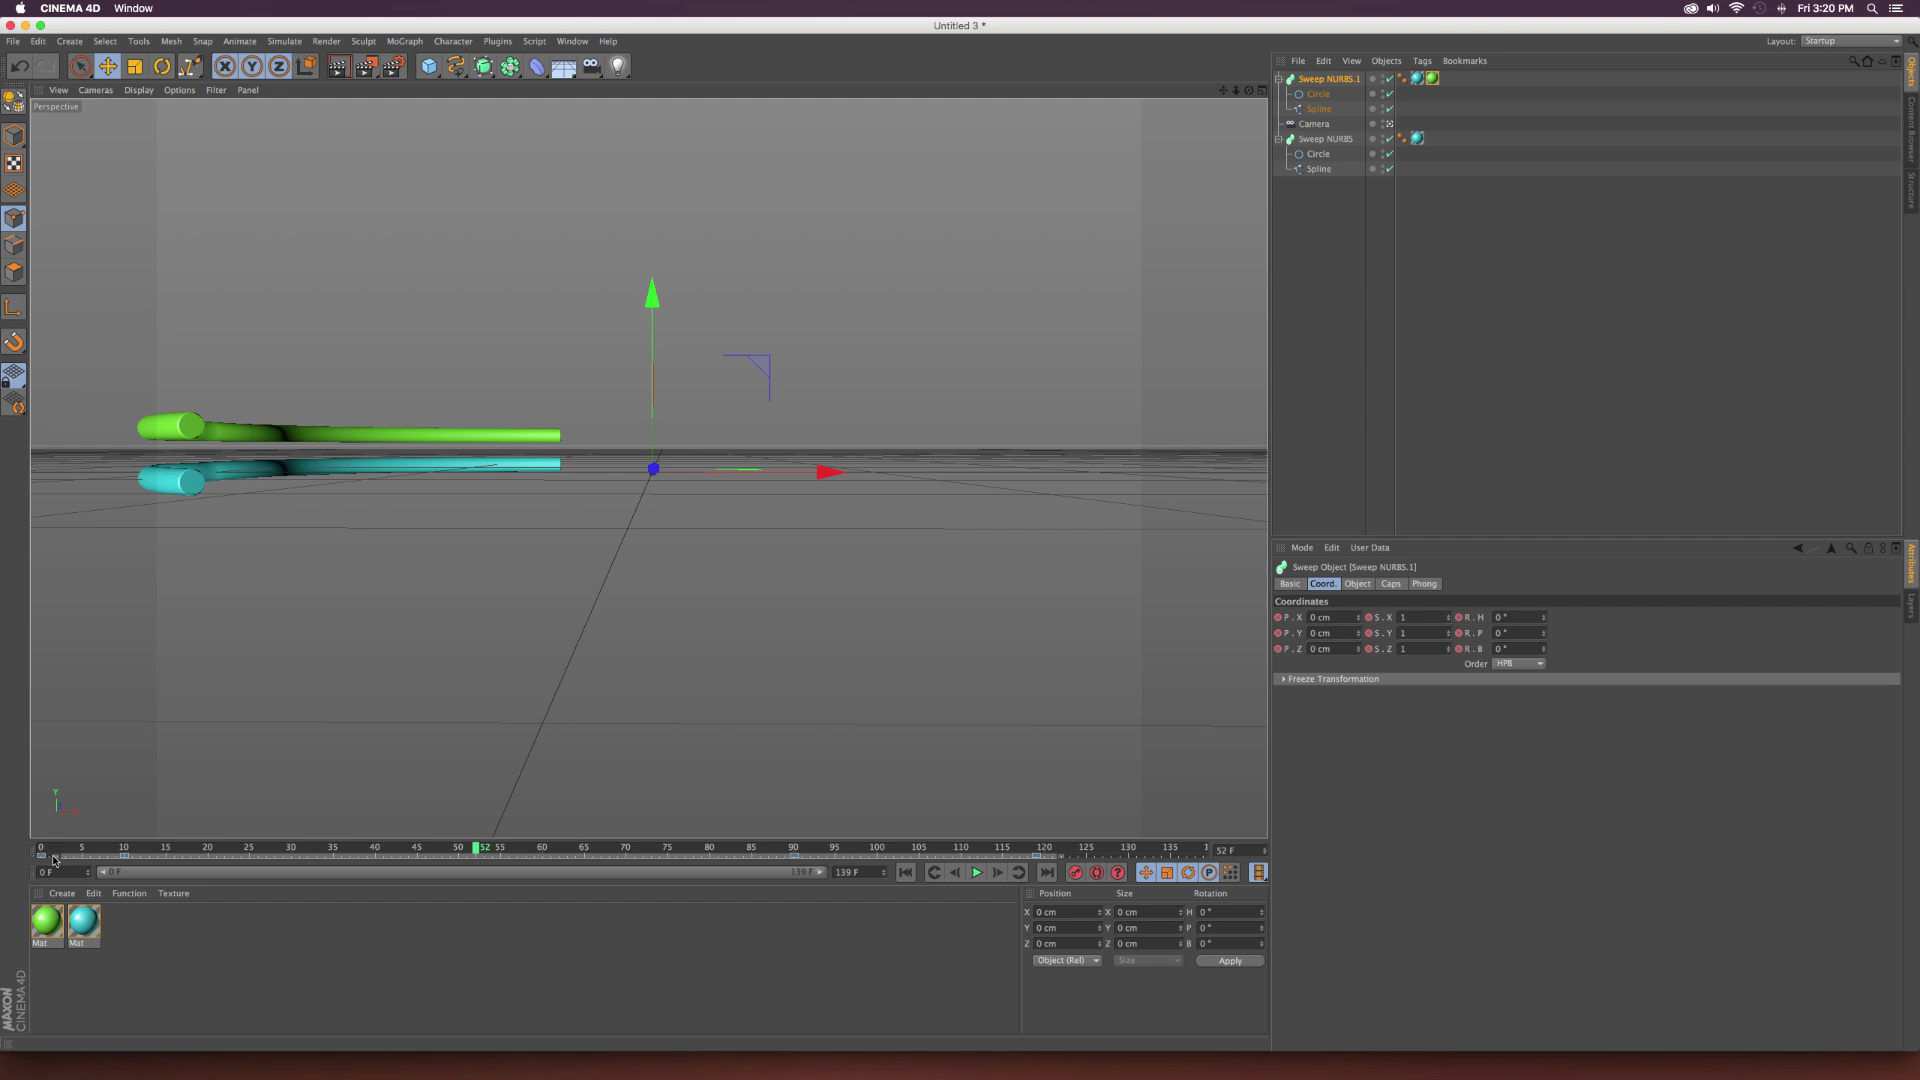 CINEMA 4D Window
Fri 3:20 PM
Untitled 3 *
File Edit Create Select Tools Mesh Snap Animate Simulate Render Sculpt MoGraph Character Plugins Script Window Help
Layout: Startup
View Cameras Display Options Filter Panel
Perspective
File Edit View Objects Tags Bookmarks
Sweep NURBS.1
Circle
Spline
Camera
Sweep NURBS
Circle
Spline
Objects
Content Browser
Structure
Mode Edit User Data
Sweep Object [Sweep NURBS.1]
Basic Coord. Object Caps Phong
Coordinates
P . X 0 cm S . X 1 R . H 0 °
P . Y 0 cm S . Y 1 R . P 0 °
P . Z 0 cm S . Z 1 R . B 0 °
Order HPB
Freeze Transformation
Attributes
Layers
Y
0 5 10 15 20 25 30 35 40 45 50 52 55 60 65 70 75 80 85 90 95 100 105 110 115 120 125 130 135
52 F
0 F 0 F 139 F 139 F
Create Edit Function Texture
Mat Mat
Position Size Rotation
X 0 cm X 0 cm H 0 °
Y 0 cm Y 0 cm P 0 °
Z 0 cm Z 0 cm B 0 °
Object (Rel) Size Apply
MAXON
CINEMA 4D